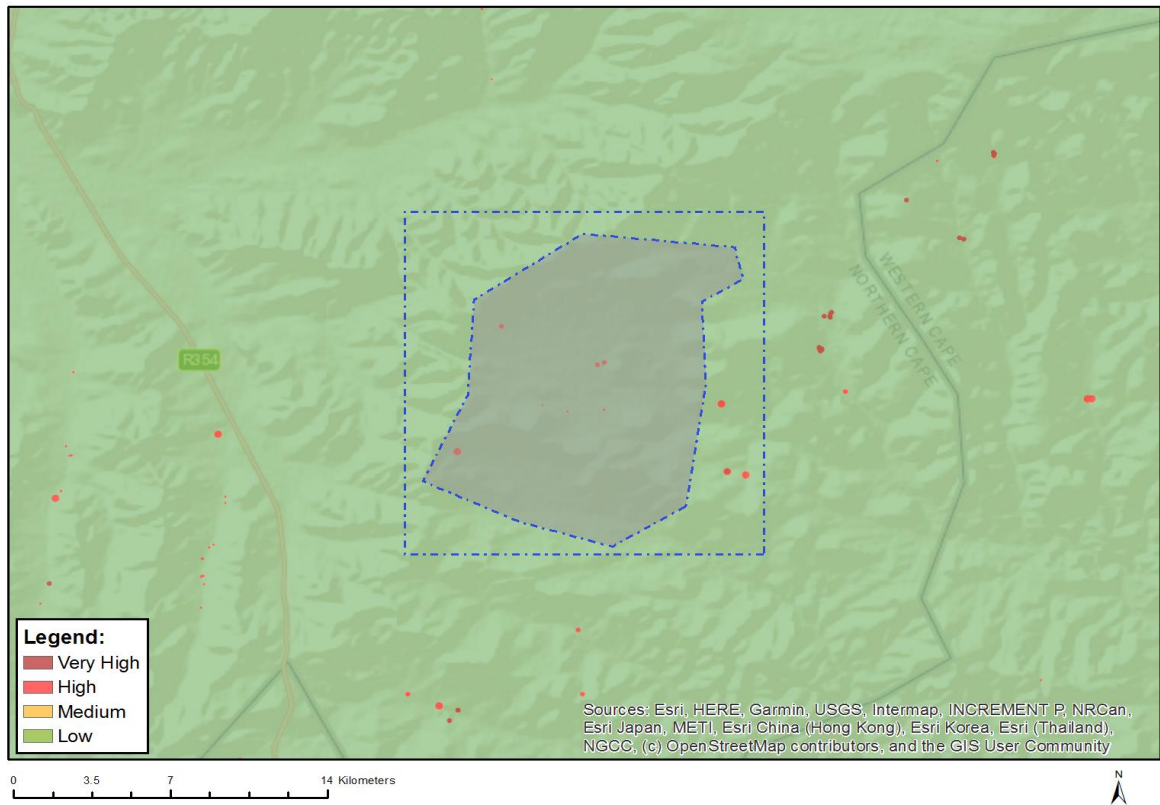 R354
WESTERN CAPE
NORTHERN CAPE
Legend:
Very High
High
Medium
Low
Sources: Esri, HERE, Garmin, USGS, Intermap, INCREMENT P, NRCan,
Esri Japan, METI, Esri China (Hong Kong), Esri Korea, Esri (Thailand),
NGCC, (c) OpenStreetMap contributors, and the GIS User Community
0 3.5 7 14 Kilometers
N